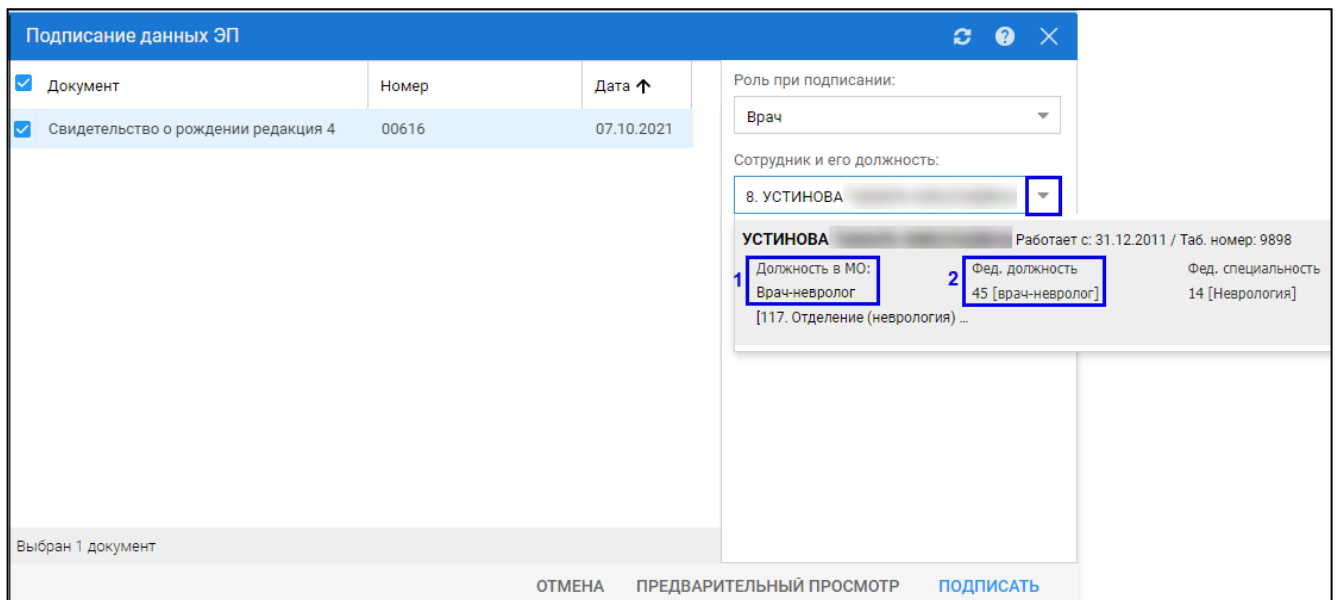 Подписание данных ЭП
Документ Номер Дата
Свидетельство о рождении редакция 4 00616 07.10.2021
Роль при подписании:
Врач
Сотрудник и его должность:
8. УСТИНОВА
УСТИНОВА Работает с: 31.12.2011 / Таб. номер: 9898
1 Должность в МО: 2 Фед. должность Фед. специальность
Врач-невролог 45 [врач-невролог] 14 [Неврология]
[117. Отделение (неврология) ...
Выбран 1 документ
ОТМЕНА ПРЕДВАРИТЕЛЬНЫЙ ПРОСМОТР ПОДПИСАТЬ